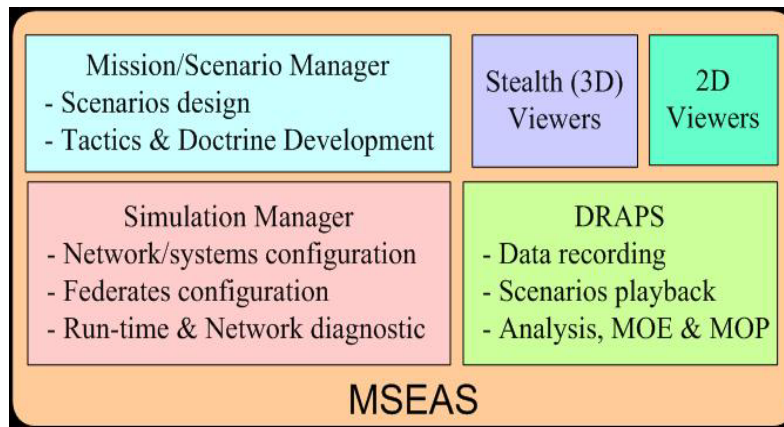 Mission/Scenario Manager
- Scenarios design
- Tactics & Doctrine Development
Stealth (3D)
Viewers
2D
Viewers
Simulation Manager
- Network/systems configuration
- Federates configuration
- Run-time & Network diagnostic
DRAPS
- Data recording
- Scenarios playback
- Analysis, MOE & MOP
MSEAS